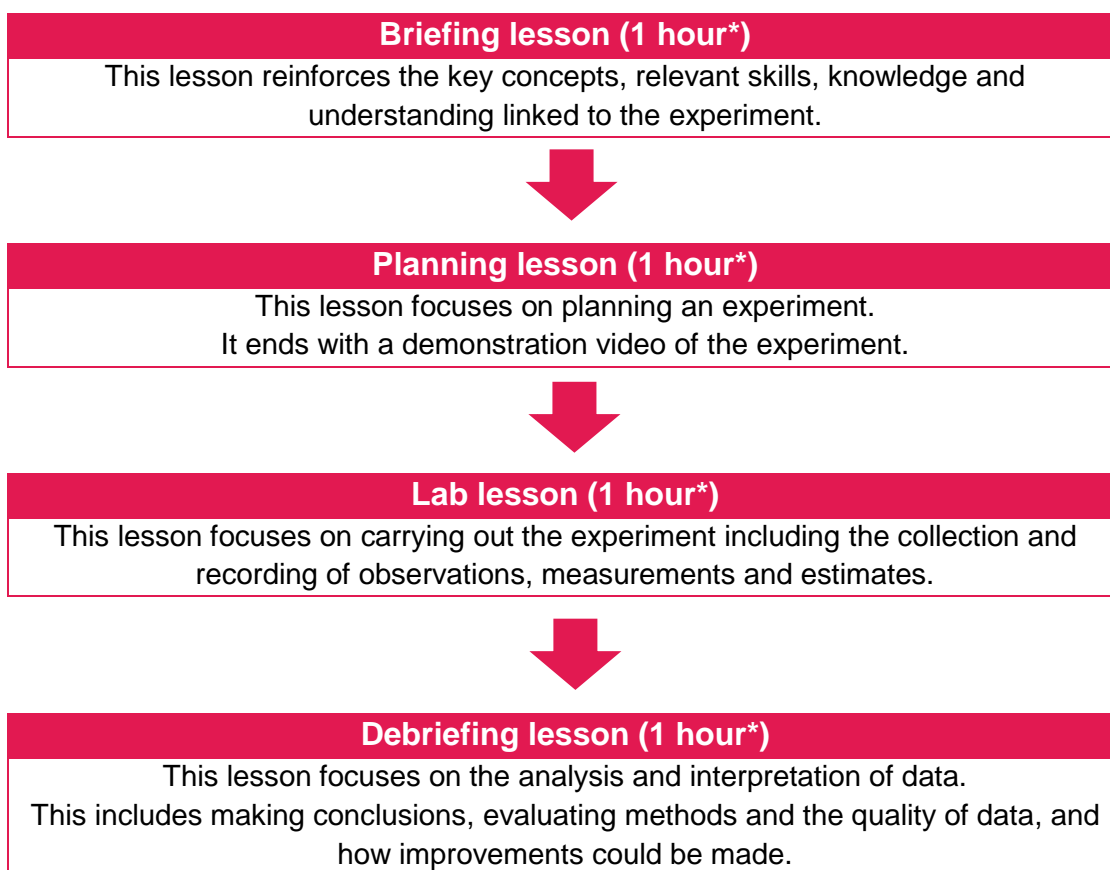 Briefing lesson (1 hour*)
This lesson reinforces the key concepts, relevant skills, knowledge and
understanding linked to the experiment.
Planning lesson (1 hour*)
This lesson focuses on planning an experiment.
It ends with a demonstration video of the experiment.
Lab lesson (1 hour*)
This lesson focuses on carrying out the experiment including the collection and
recording of observations, measurements and estimates.
Debriefing lesson (1 hour*)
This lesson focuses on the analysis and interpretation of data.
This includes making conclusions, evaluating methods and the quality of data, and
how improvements could be made.